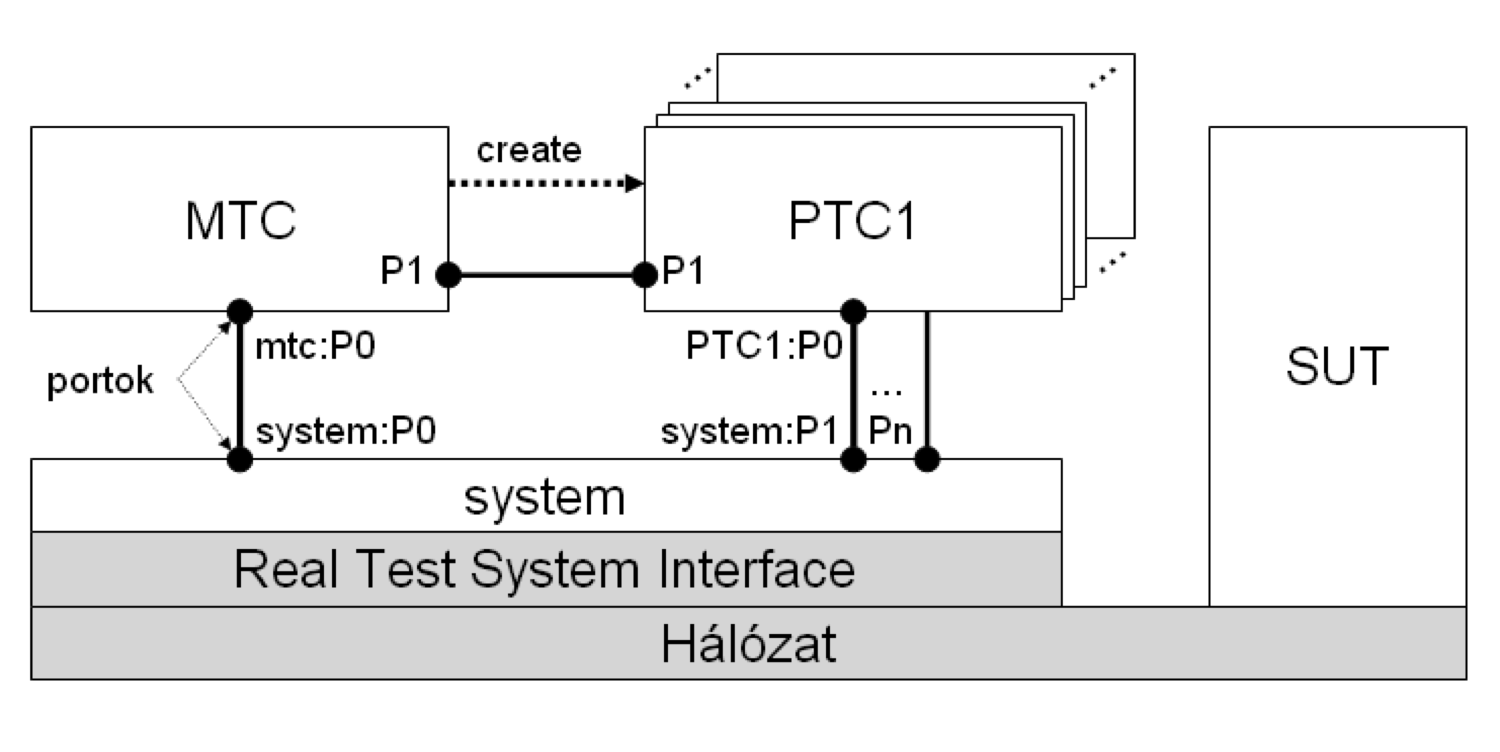 create
MTC
PTC1
P1
P1
mtc:P0
PTC1:P0
portok
SUT
...
system:P0
system:P1
Pn
system
Real Test System Interface
Hálózat